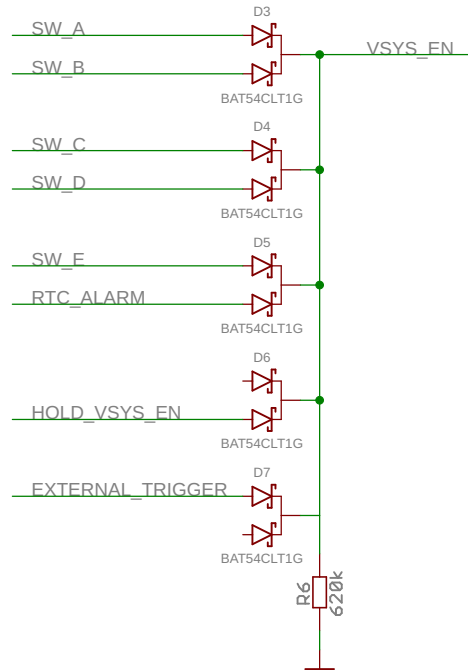 D3
SW_A
VSYS_EN
SW_B
BAT54CLT1G
D4
SW_C
SW_D
BAT54CLT1G
D5
SW_E
RTC_ALARM
BAT54CLT1G
D6
HOLD_VSYS_EN
BAT54CLT1G
D7
EXTERNAL_TRIGGER
BAT54CLT1G
R6
620k